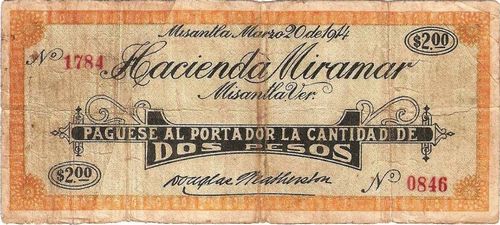 Misantla Marzo 20 de 1914
$2.00
No 1784
Hacienda Miramar
Misantla Ver.
PAGUESE AL PORTADOR LA CANTIDAD DE
DOS PESOS
$2.00
Douglas
No 0846